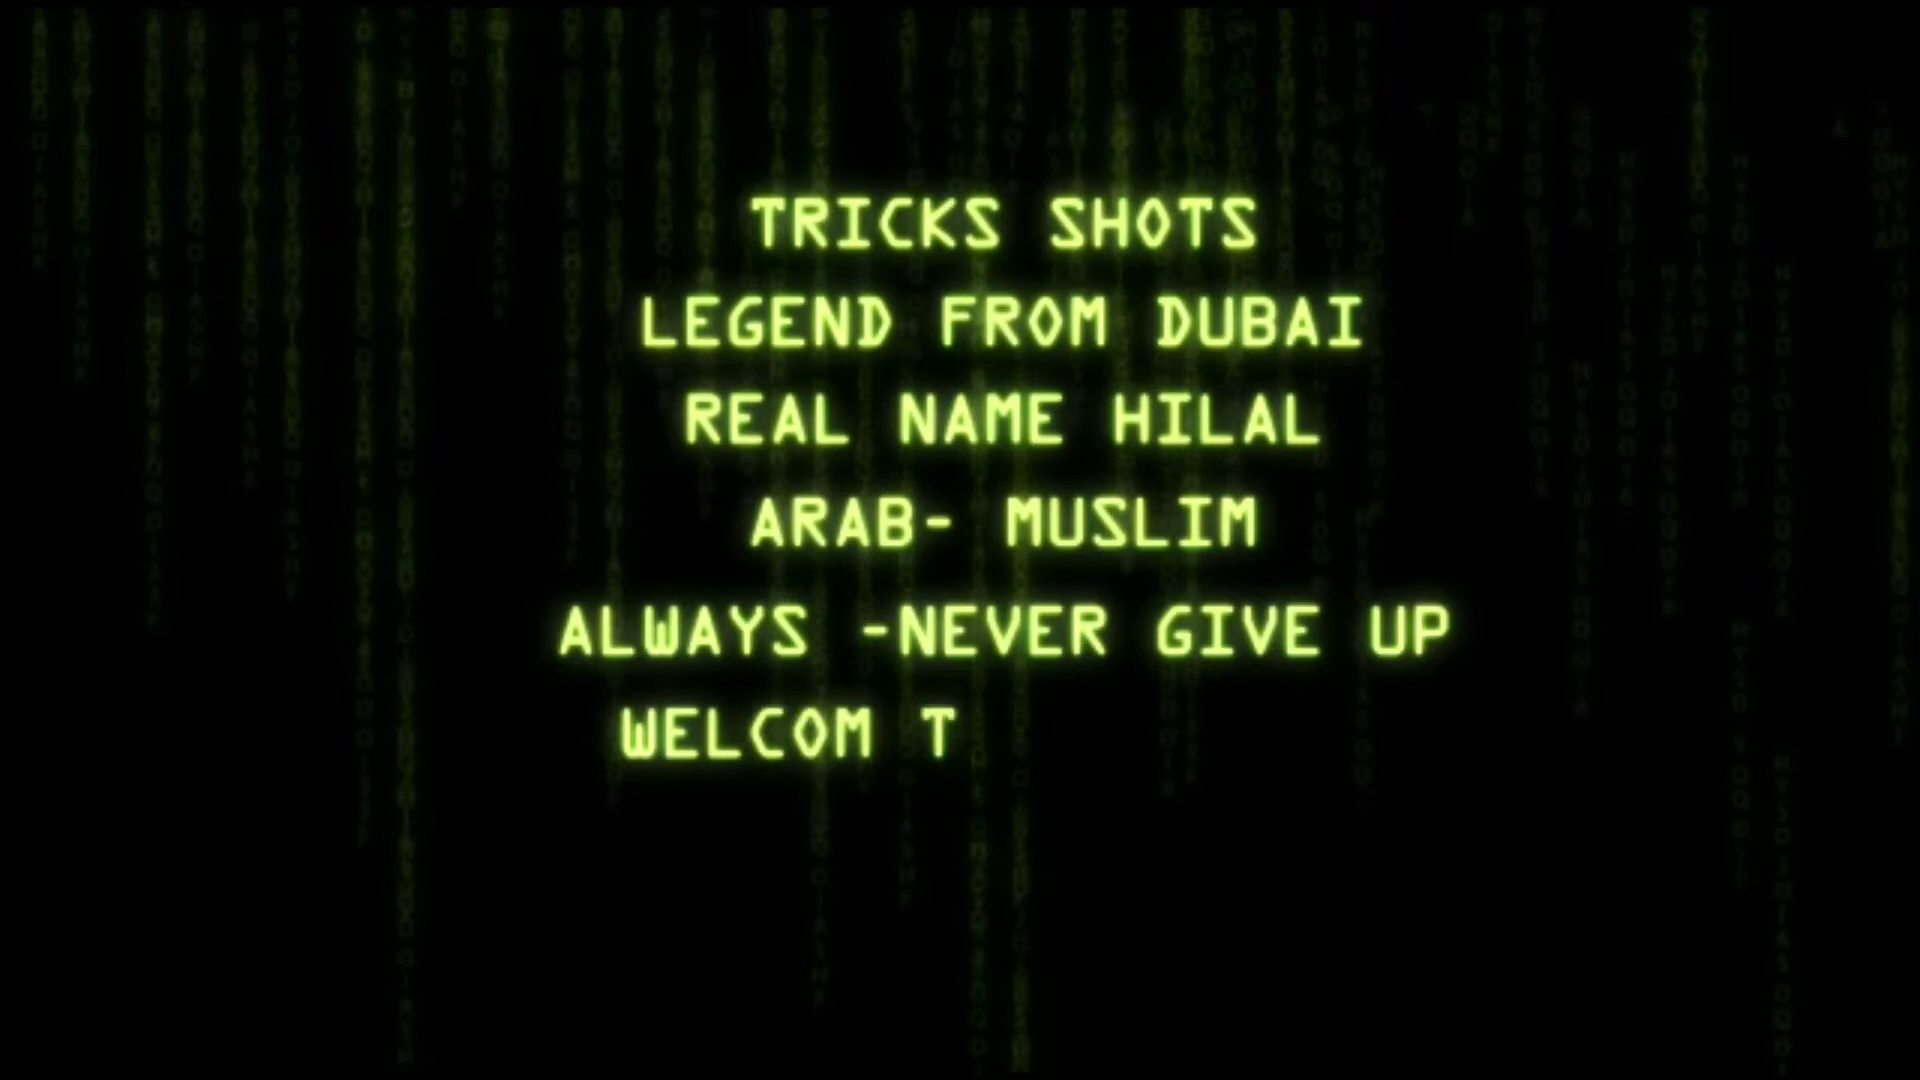 TRICKS SHOTS
LEGEND FROM DUBAI
REAL NAME HILAL
ARAB- MUSLIM
ALWAYS -NEVER GIVE UP
WELCOM T